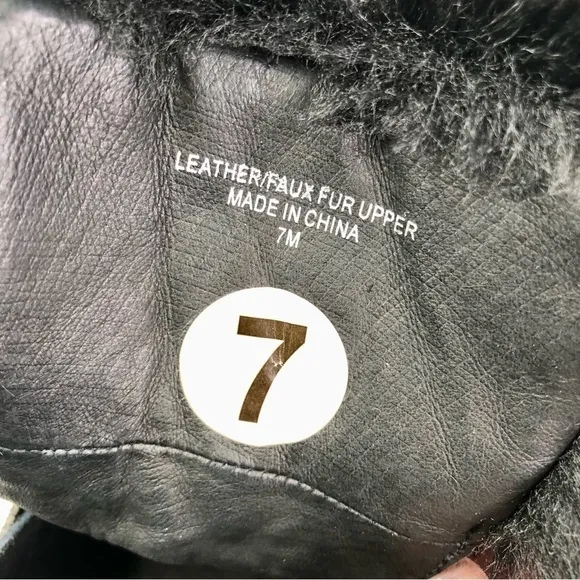 LEATHER/FAUX FUR UPPER
MADE IN CHINA
7M
7